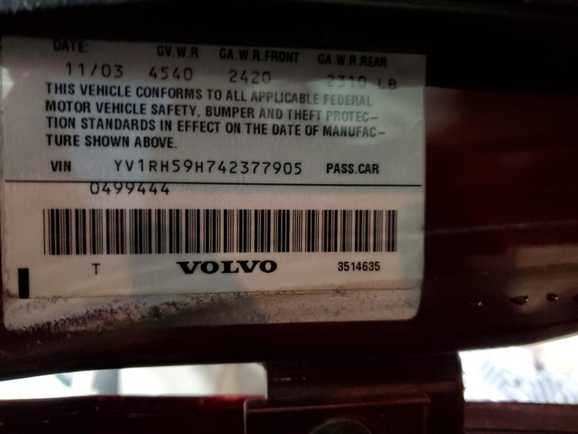 DATE: G.V.W.R GA.W.R.FRONT GA.W.R.REAR
11/03 4540 2420 2310 LB
THIS VEHICLE CONFORMS TO ALL APPLICABLE FEDERAL
MOTOR VEHICLE SAFETY, BUMPER AND THEFT PROTEC-
TION STANDARDS IN EFFECT ON THE DATE OF MANUFAC-
TURE SHOWN ABOVE.
VIN YV1RH59H742377905 PASS.CAR
0499444
T VOLVO 3514635